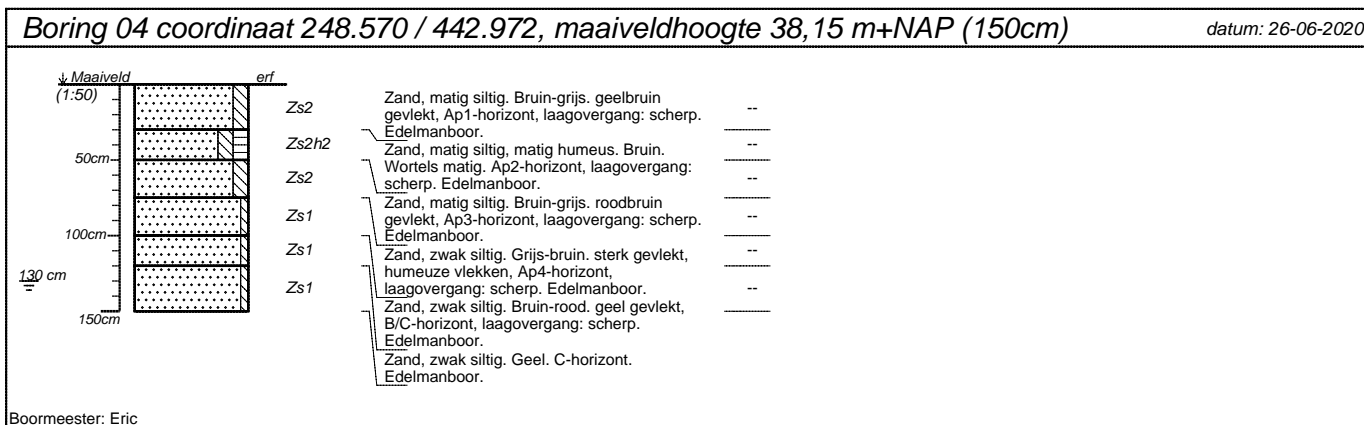 Boring 04 coordinaat 248.570 / 442.972, maaiveldhoogte 38,15 m+NAP (150cm)
datum: 26-06-2020
Maaiveld
erf
(1:50)
Zs2
Zand, matig siltig. Bruin-grijs. geelbruin
gevlekt, Ap1-horizont, laagovergang: scherp.
Edelmanboor.
--
Zs2h2
Zand, matig siltig, matig humeus. Bruin.
Wortels matig. Ap2-horizont, laagovergang:
scherp. Edelmanboor.
--
50cm
Zs2
Zand, matig siltig. Bruin-grijs. roodbruin
gevlekt, Ap3-horizont, laagovergang: scherp.
Edelmanboor.
--
Zs1
Zand, zwak siltig. Grijs-bruin. sterk gevlekt,
humeuze vlekken, Ap4-horizont,
laagovergang: scherp. Edelmanboor.
--
100cm
Zs1
Zand, zwak siltig. Bruin-rood. geel gevlekt,
B/C-horizont, laagovergang: scherp.
Edelmanboor.
--
130 cm
Zs1
Zand, zwak siltig. Geel. C-horizont.
Edelmanboor.
--
150cm
Boormeester: Eric